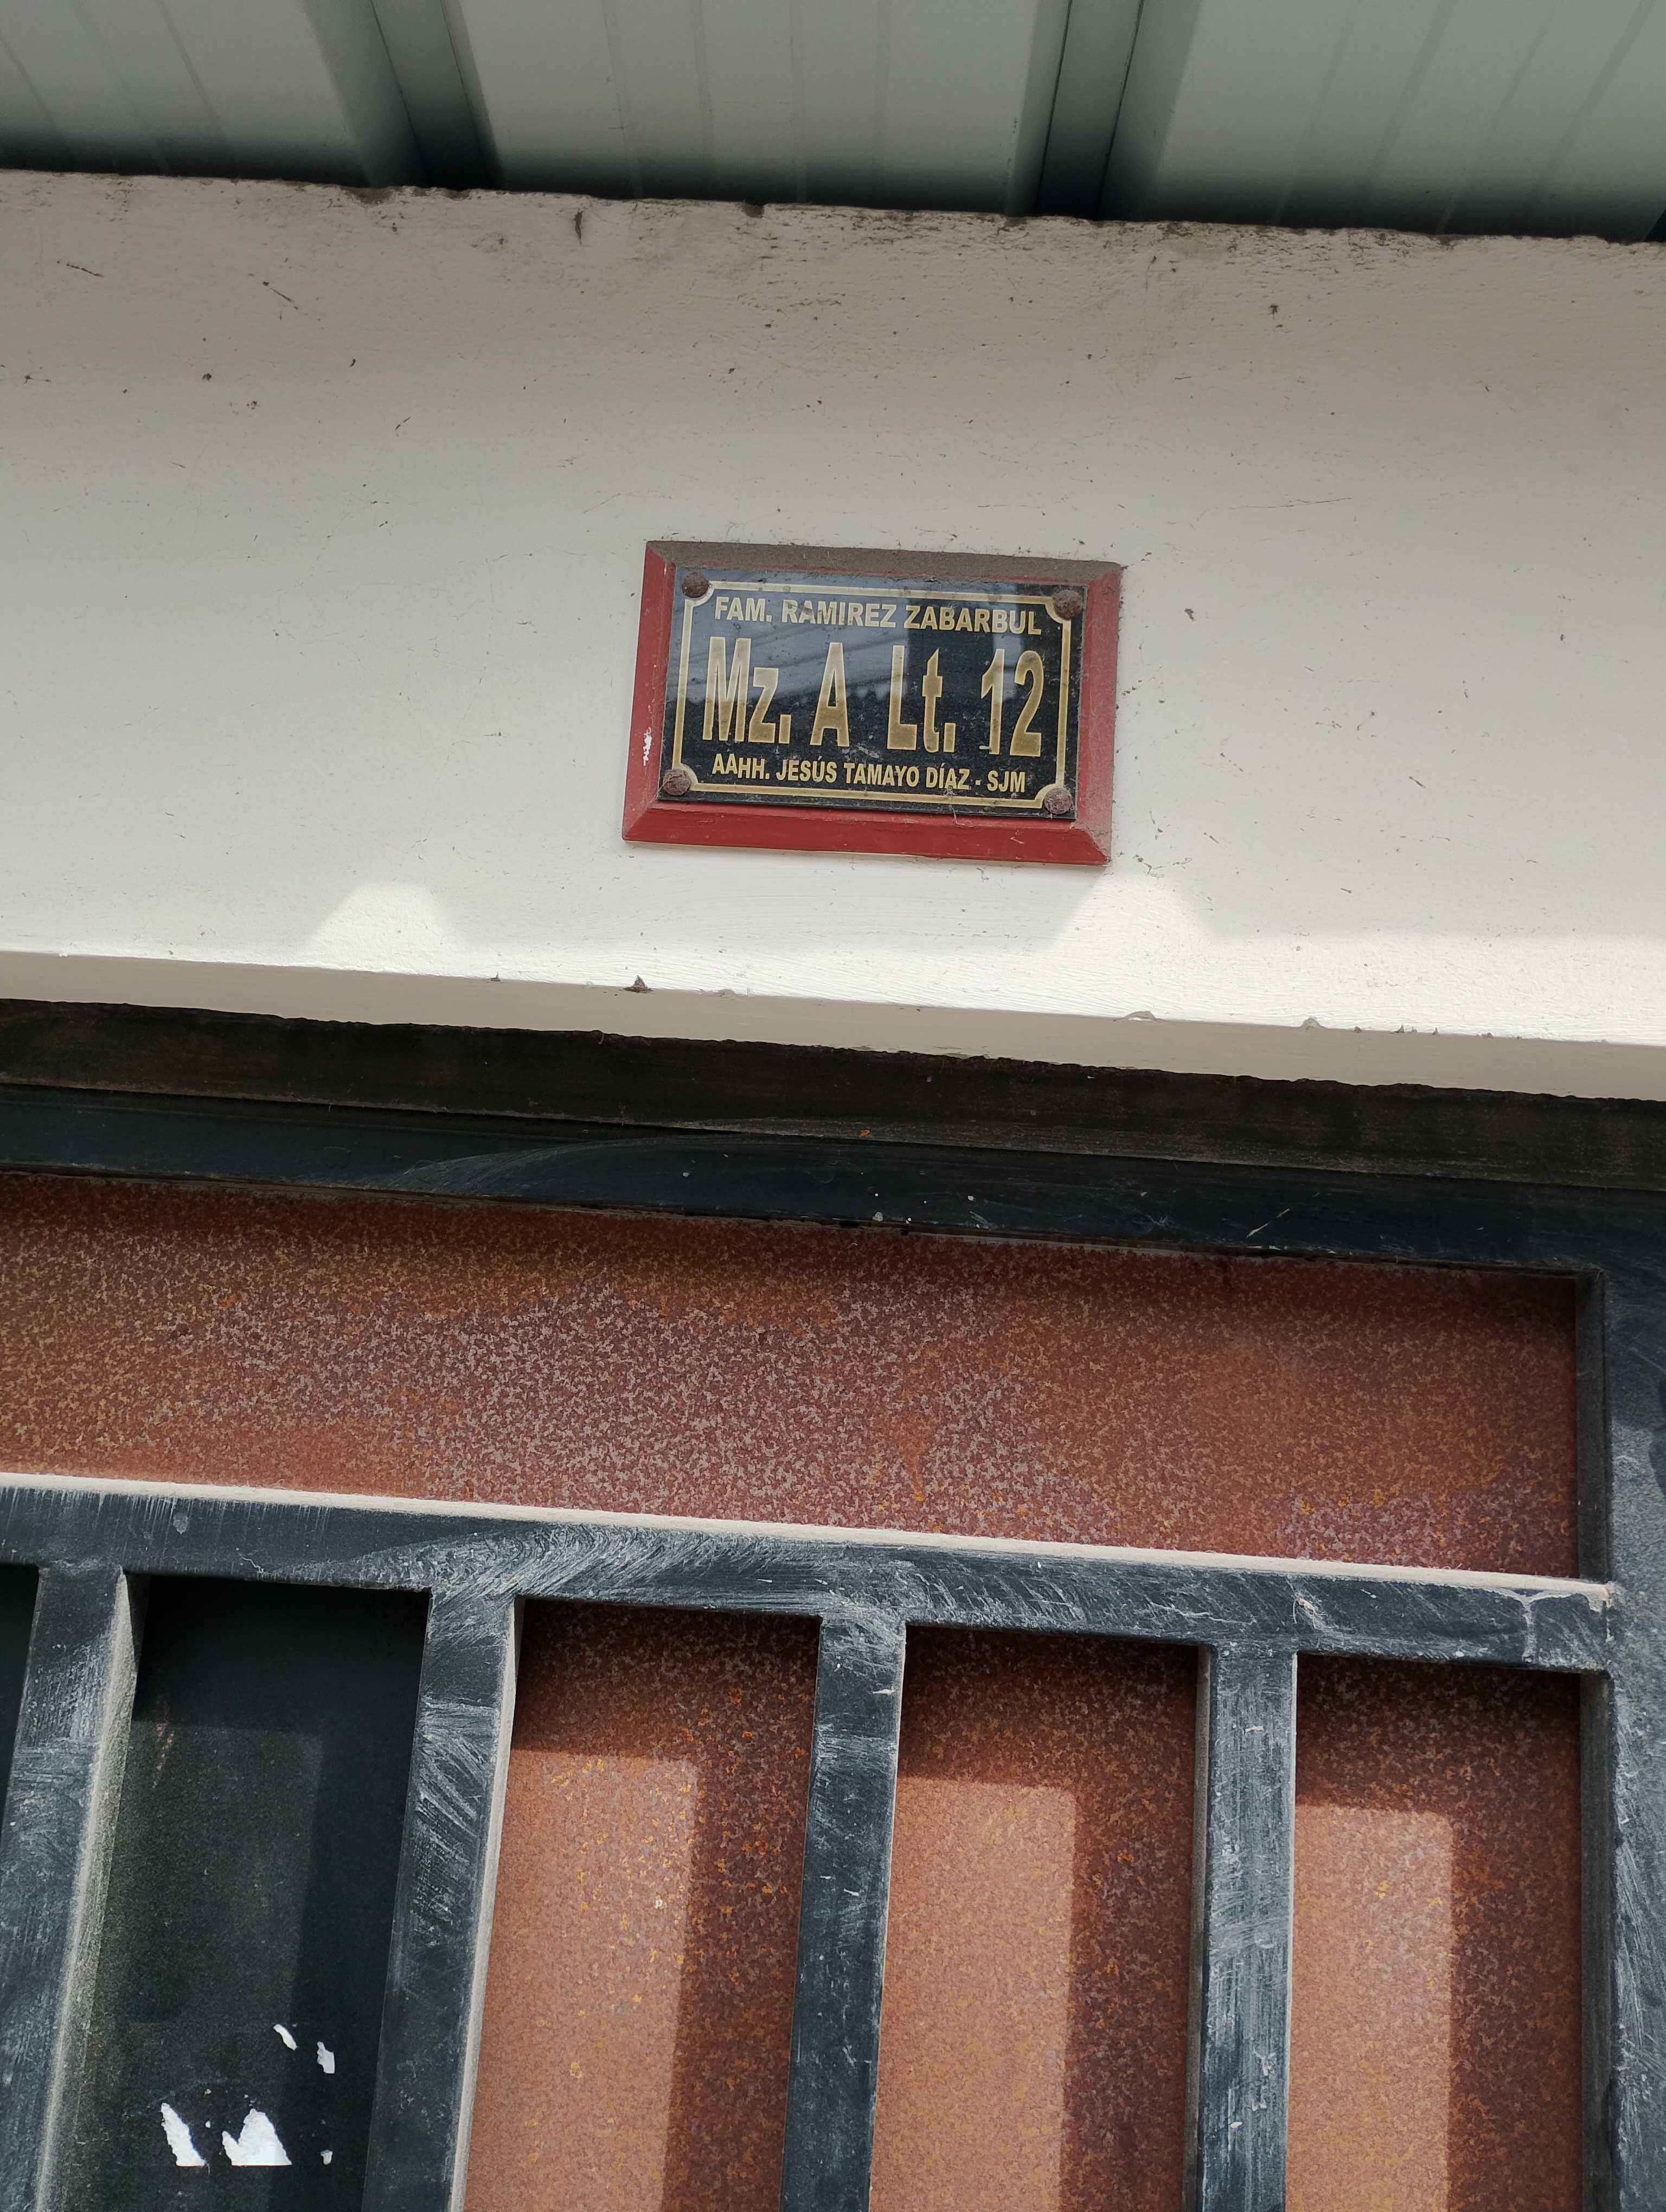 FAM. RAMIREZ ZABARBUL
Mz. A Lt. 12
AAHH. JESÚS TAMAYO DÍAZ - SJM